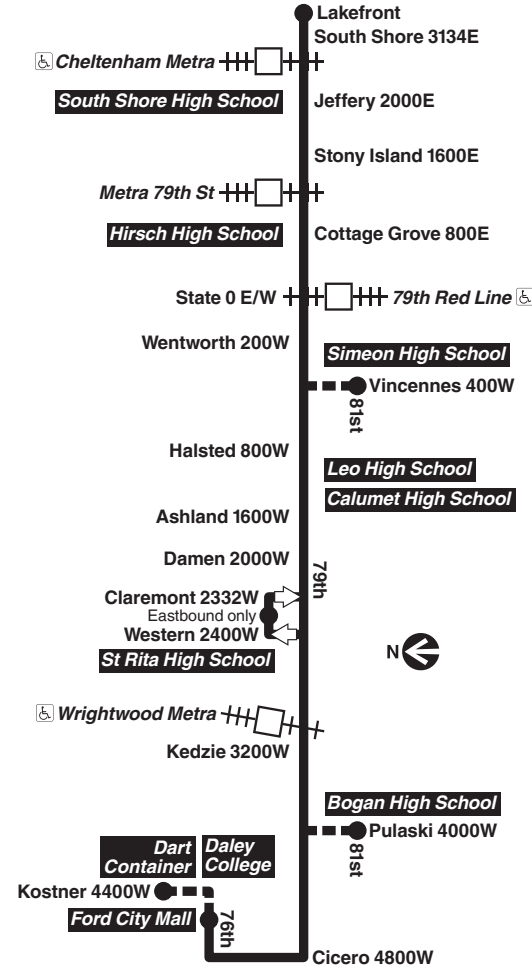 Lakefront
South Shore 3134E
Cheltenham Metra
South Shore High School
Jeffery 2000E
Stony Island 1600E
Metra 79th St
Hirsch High School
Cottage Grove 800E
State 0 E/W
79th Red Line
Wentworth 200W
Simeon High School
Vincennes 400W
81st
Halsted 800W
Leo High School
Calumet High School
Ashland 1600W
Damen 2000W
79th
Claremont 2332W
Eastbound only
Western 2400W
St Rita High School
N
Wrightwood Metra
Kedzie 3200W
Bogan High School
Pulaski 4000W
81st
Dart
Container
Daley
College
Kostner 4400W
Ford City Mall
76th
Cicero 4800W